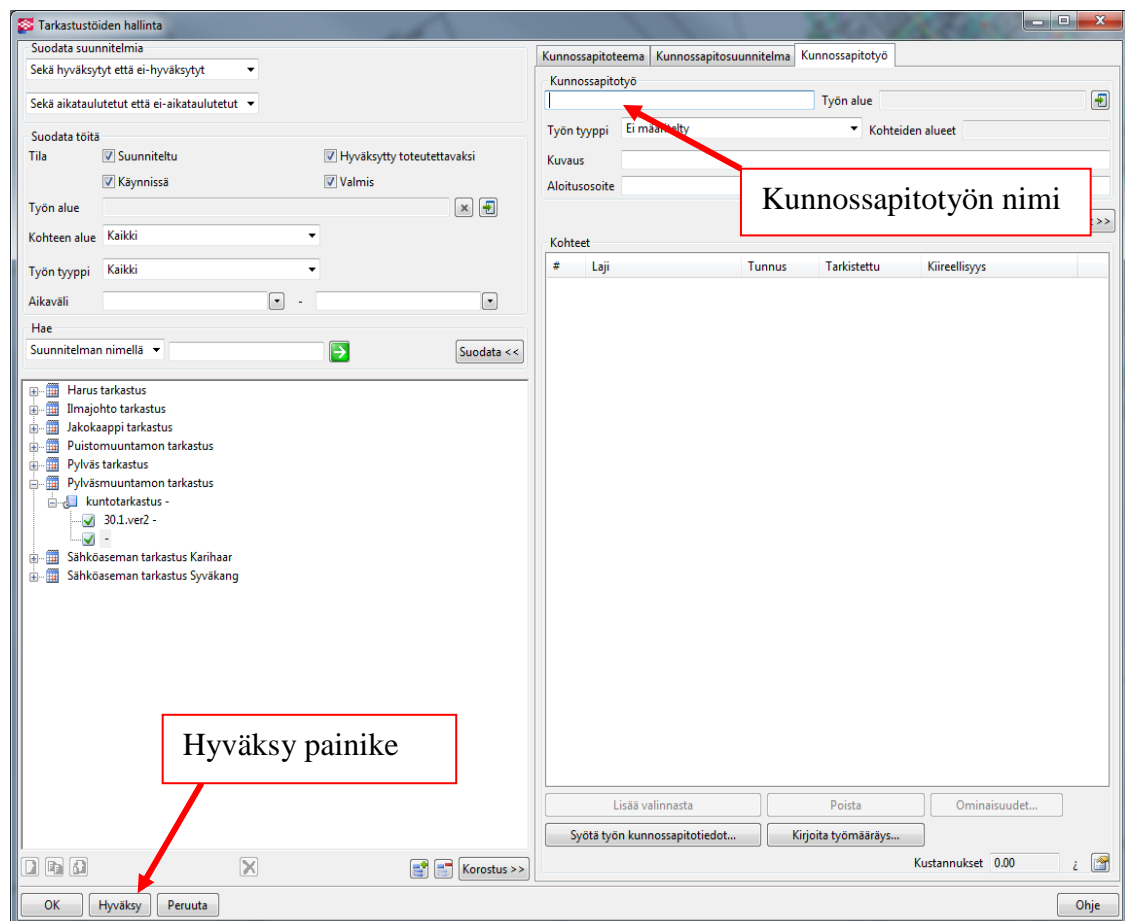 Tarkastustöiden hallinta
Suodata suunnitelmia
Sekä hyväksytyt että ei-hyväksytyt
Sekä aikataulutetut että ei-aikataulutetut
Suodata töitä
Tila Suunniteltu Hyväksytty toteutettavaksi
Käynnissä Valmis
Työn alue
Kohteen alue Kaikki
Työn tyyppi Kaikki
Aikaväli -
Hae
Suunnitelman nimellä Suodata <<
Harus tarkastus
Ilmajohto tarkastus
Jakokaappi tarkastus
Puistomuuntamon tarkastus
Pylväs tarkastus
Pylväsmuuntamon tarkastus
kuntotarkastus -
30.1.ver2 -
-
Sähköaseman tarkastus Karihaar
Sähköaseman tarkastus Syväkang
Hyväksy painike
Korostus >>
OK Hyväksy Peruuta
Kunnossapitoteema Kunnossapitosuunnitelma Kunnossapitotyö
Kunnossapitotyö
Työn alue
Työn tyyppi Ei määritelty Kohteiden alueet
Kuvaus
Aloitusosoite
Kunnossapitotyön nimi
>>
Kohteet
# Laji Tunnus Tarkistettu Kiireellisyys
Lisää valinnasta Poista Ominaisuudet...
Syötä työn kunnossapitotiedot... Kirjoita työmääräys...
Kustannukset 0.00 ¿
Ohje